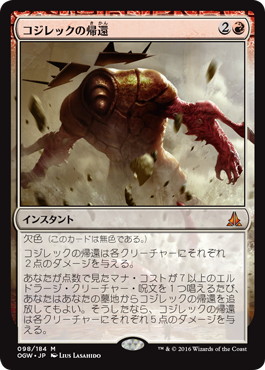 コジレックの帰還
きかん
2
インスタント
欠色（このカードは無色である。）
コジレックの帰還は各クリーチャーにそれぞれ
２点のダメージを与える。
あなたが点数で見たマナ・コストが７以上のエル
ドラージ・クリーチャー・呪文を１つ唱えるたび、
あなたはあなたの墓地からコジレックの帰還を追
放してもよい。そうしたなら、コジレックの帰還
は各クリーチャーにそれぞれ５点のダメージを与
える。
098/184 M
OGW • JP LIUS LASAHIDO
™ & © 2016 Wizards of the Coast